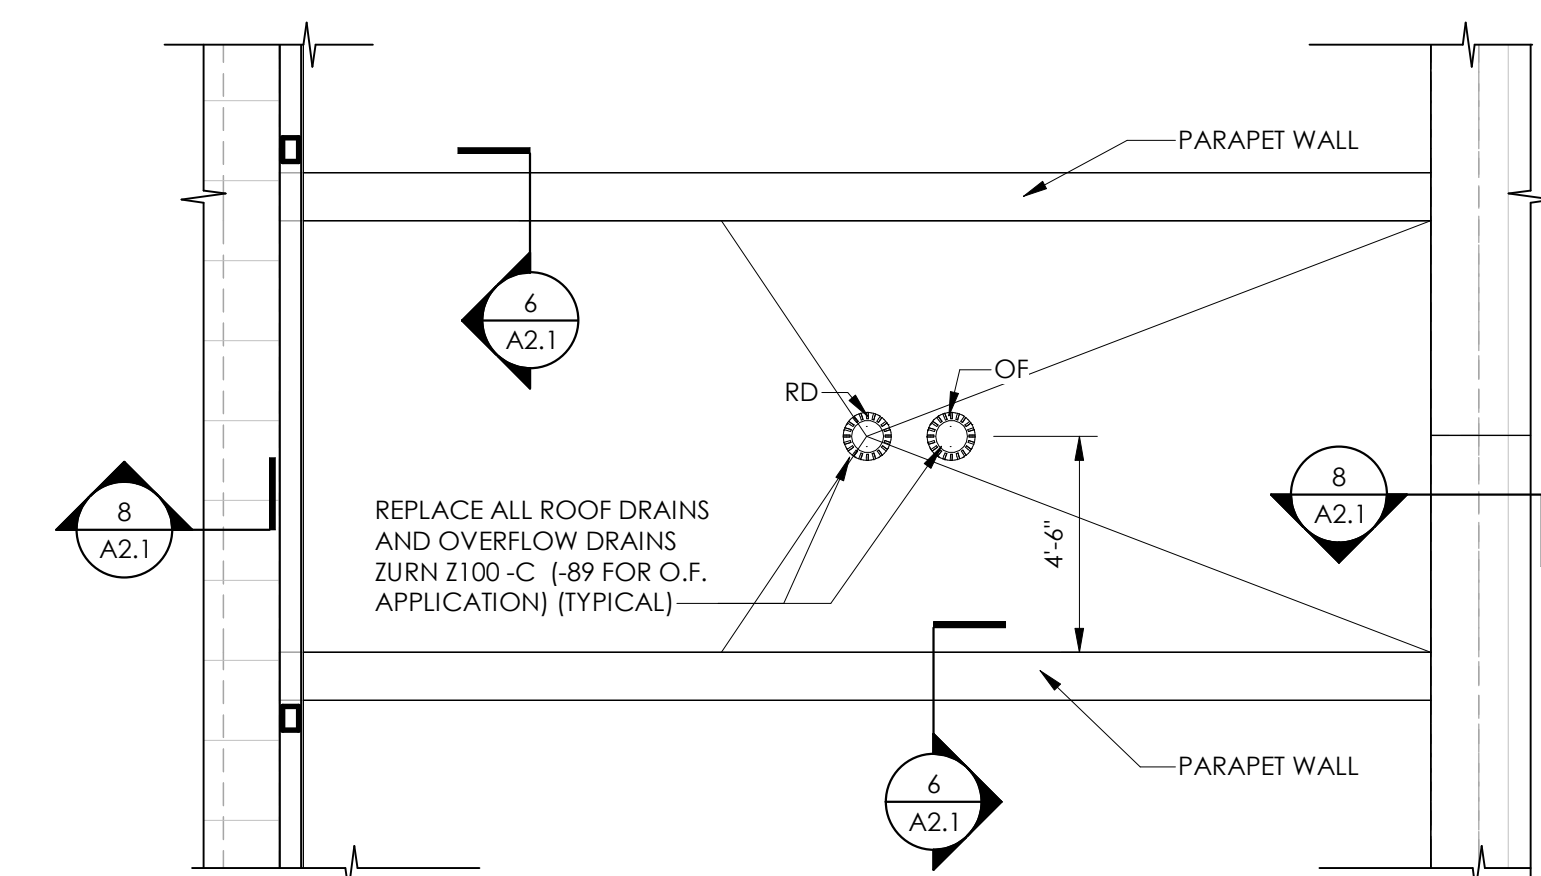 PARAPET WALL
6
A2.1
OF
RD
8
A2.1
8
A2.1
REPLACE ALL ROOF DRAINS
AND OVERFLOW DRAINS
ZURN Z100 -C (-89 FOR O.F.
APPLICATION) (TYPICAL)
4'-6"
PARAPET WALL
6
A2.1